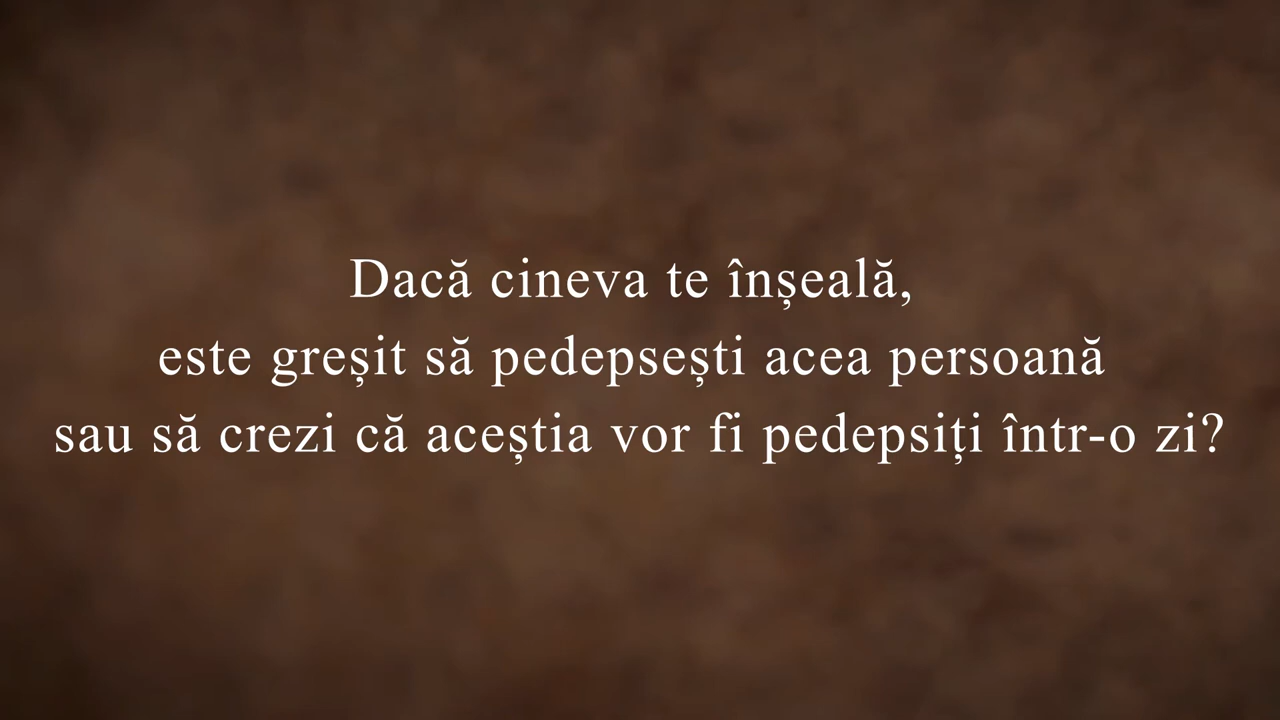 Dacă cineva te înșeală,
este greșit să pedepsești acea persoană
sau să crezi că aceștia vor fi pedepsiți într-o zi?